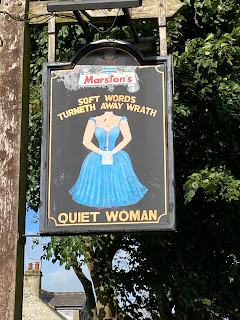 Marston's
SOFT WORDS
TURNETH AWAY WRATH
QUIET WOMAN